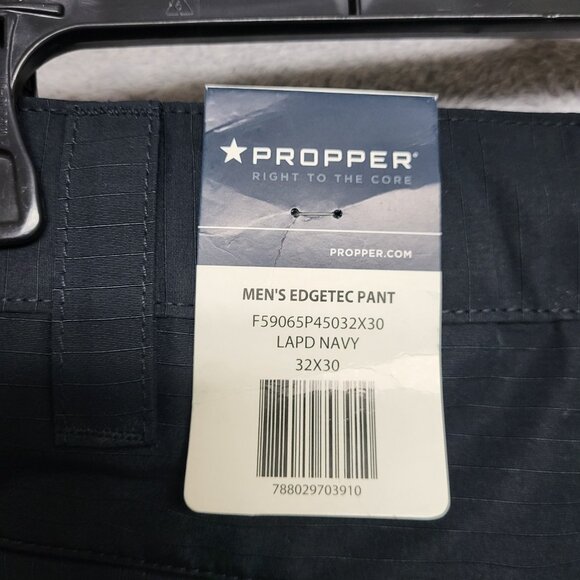 PROPPER®
RIGHT TO THE CORE
PROPPER.COM
MEN'S EDGETEC PANT
F59065P45032X30
LAPD NAVY
32X30
788029703910